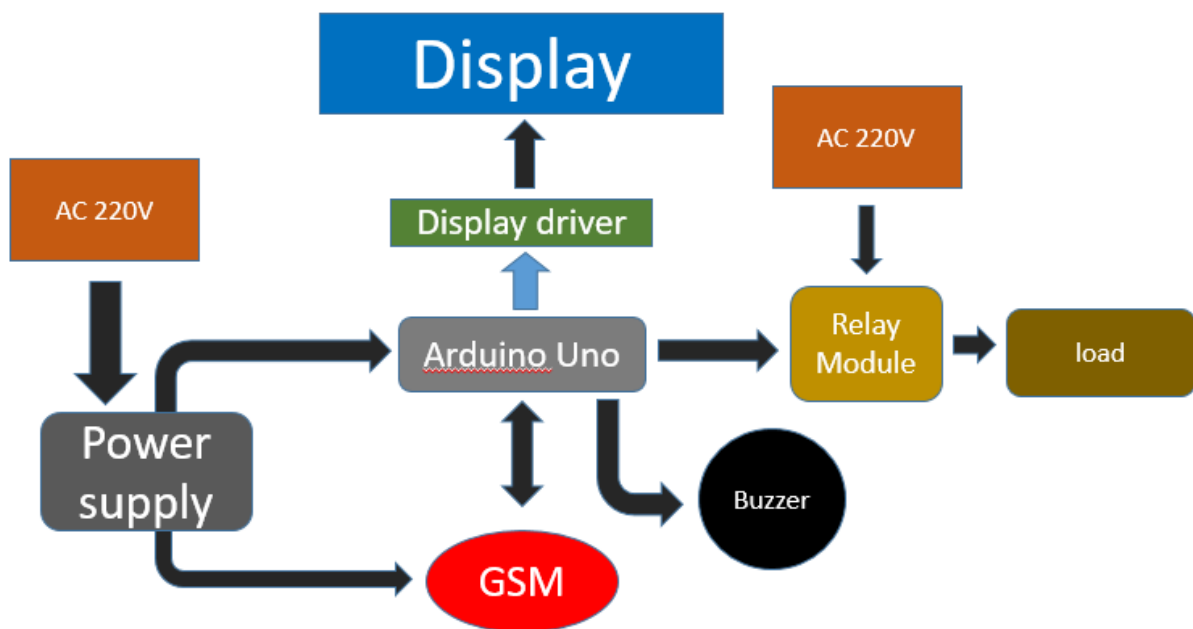 Display
AC 220V
AC 220V
Display driver
Arduino Uno
Relay
Module
load
Power
supply
Buzzer
GSM